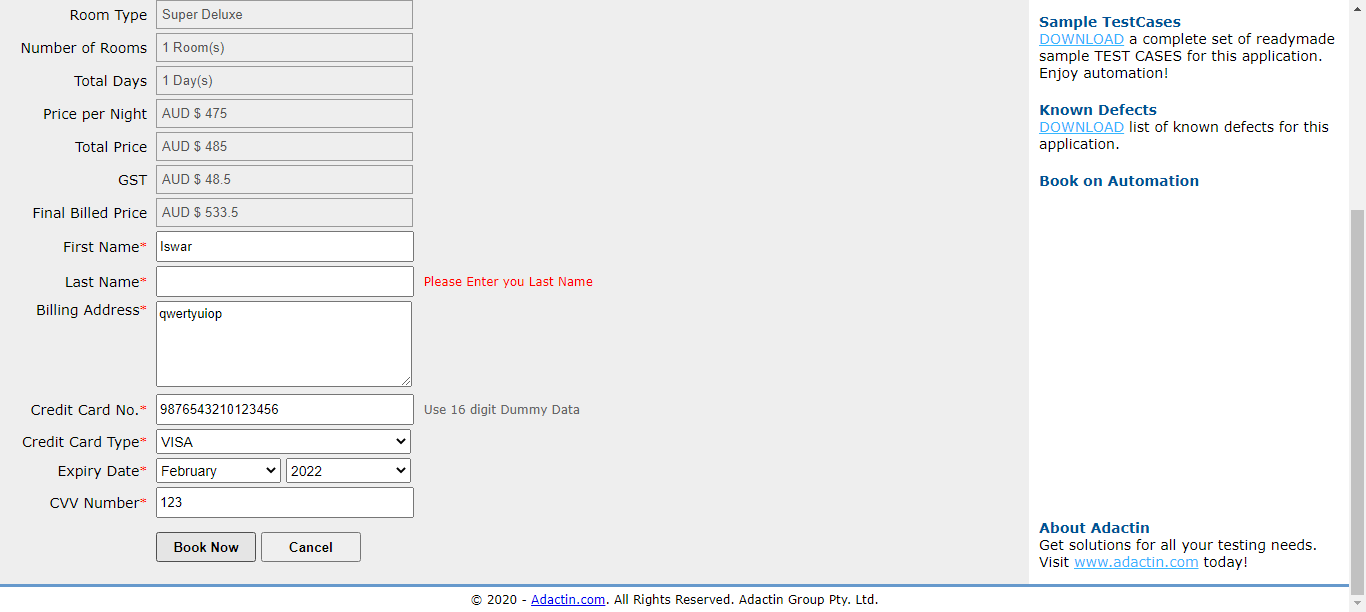 Room Type Super Deluxe
Number of Rooms 1 Room(s)
Total Days 1 Day(s)
Price per Night AUD $ 475
Total Price AUD $ 485
GST AUD $ 48.5
Final Billed Price AUD $ 533.5
First Name* Iswar
Last Name* Please Enter you Last Name
Billing Address* qwertyuiop
Credit Card No.* 9876543210123456 Use 16 digit Dummy Data
Credit Card Type* VISA
Expiry Date* February 2022
CVV Number* 123
Book Now Cancel
Sample TestCases
DOWNLOAD a complete set of readymade
sample TEST CASES for this application.
Enjoy automation!
Known Defects
DOWNLOAD list of known defects for this
application.
Book on Automation
About Adactin
Get solutions for all your testing needs.
Visit www.adactin.com today!
© 2020 - Adactin.com. All Rights Reserved. Adactin Group Pty. Ltd.